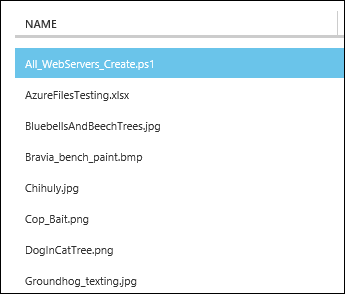 NAME
All_WebServers_Create.ps1
AzureFilesTesting.xlsx
BluebellsAndBeechTrees.jpg
Bravia_bench_paint.bmp
Chihuly.jpg
Cop_Bait.png
DogInCatTree.png
Groundhog_texting.jpg